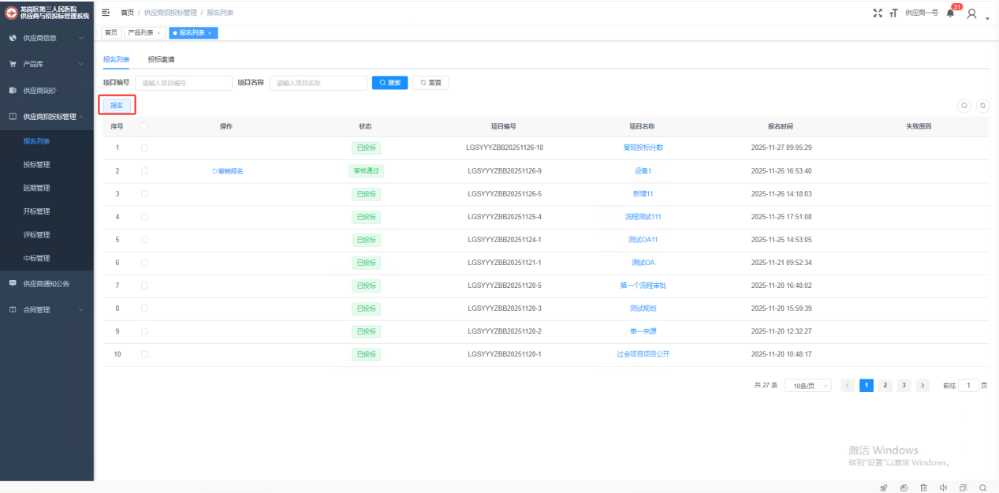 龙岗区第三人民医院
供应商与招投标管理系统
首页 / 供应商招投标管理 / 报名列表
供应商一号
31
首页
产品列表 ×
报名列表 ×
供应商信息
产品库
供应商询价
供应商招投标管理
报名列表
投标管理
延期管理
开标管理
评标管理
中标管理
供应商通知公告
合同管理
报名列表 投标邀请
项目编号 请输入项目编号 项目名称 请输入项目名称 搜索 重置
报名
序号 操作 状态 项目编号 项目名称 报名时间 失败原因
1 已投标 LGSYYYZBB20251126-10 复现投标分数 2025-11-27 09:05:29
2 撤销报名 审核通过 LGSYYYZBB20251126-9 设备1 2025-11-26 16:53:40
3 已投标 LGSYYYZBB20251126-5 新增11 2025-11-26 14:18:03
4 已投标 LGSYYYZBB20251125-4 流程测试111 2025-11-25 17:51:08
5 已投标 LGSYYYZBB20251124-1 测试OA11 2025-11-25 14:53:05
6 已投标 LGSYYYZBB20251121-1 测试OA 2025-11-21 09:52:34
7 已投标 LGSYYYZBB20251120-5 第一个流程审批 2025-11-20 16:48:02
8 已投标 LGSYYYZBB20251120-3 测试规划 2025-11-20 15:59:39
9 已投标 LGSYYYZBB20251120-2 单一来源 2025-11-20 12:32:27
10 已投标 LGSYYYZBB20251120-1 过会项目项目公开 2025-11-20 10:48:17
共 27 条 10条/页 1 2 3 前往 1 页
激活 Windows
转到"设置"以激活 Windows。